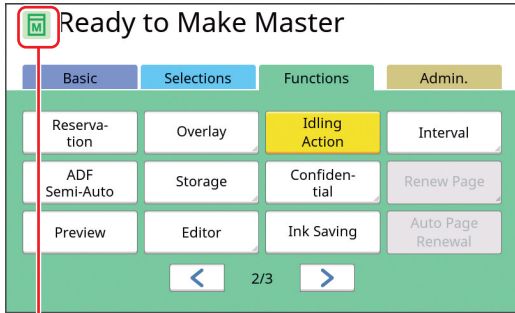 M
Ready to Make Master
Basic
Selections
Functions
Admin.
Reserva-
tion
Overlay
Idling
Action
Interval
ADF
Semi-Auto
Storage
Confiden-
tial
Renew Page
Preview
Editor
Ink Saving
Auto Page
Renewal
2/3